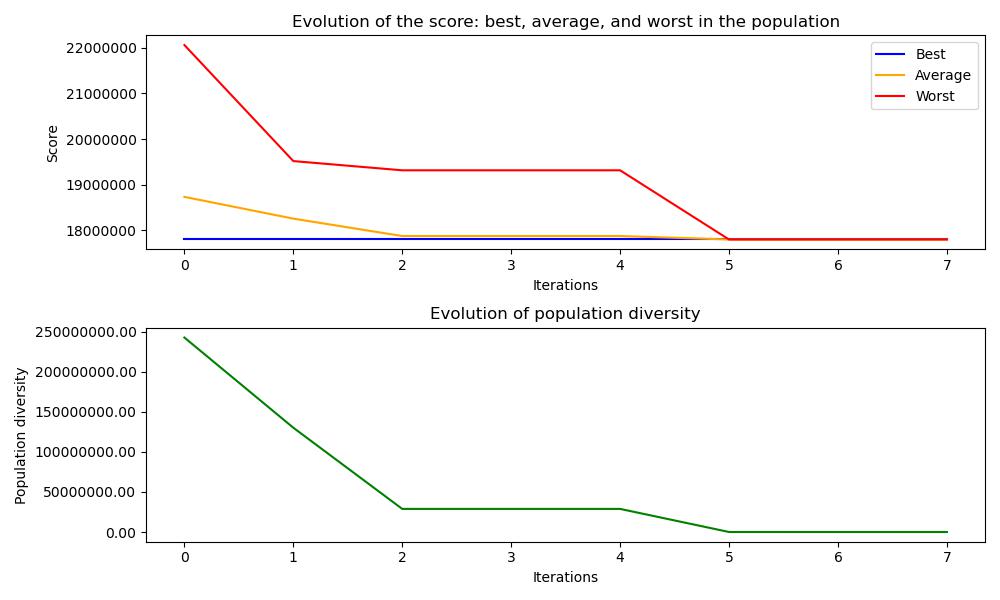 Evolution of the score: best, average, and worst in the population
22000000
21000000
20000000
19000000
18000000
Score
Best
Average
Worst
0 1 2 3 4 5 6 7
Iterations
Evolution of population diversity
250000000.00
200000000.00
150000000.00
100000000.00
50000000.00
0.00
Population diversity
0 1 2 3 4 5 6 7
Iterations